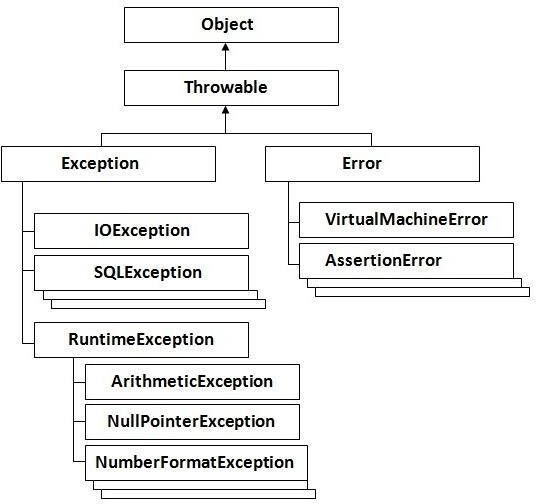 Object
Throwable
Exception
Error
IOException
VirtualMachineError
SQLException
AssertionError
RuntimeException
ArithmeticException
NullPointerException
NumberFormatException